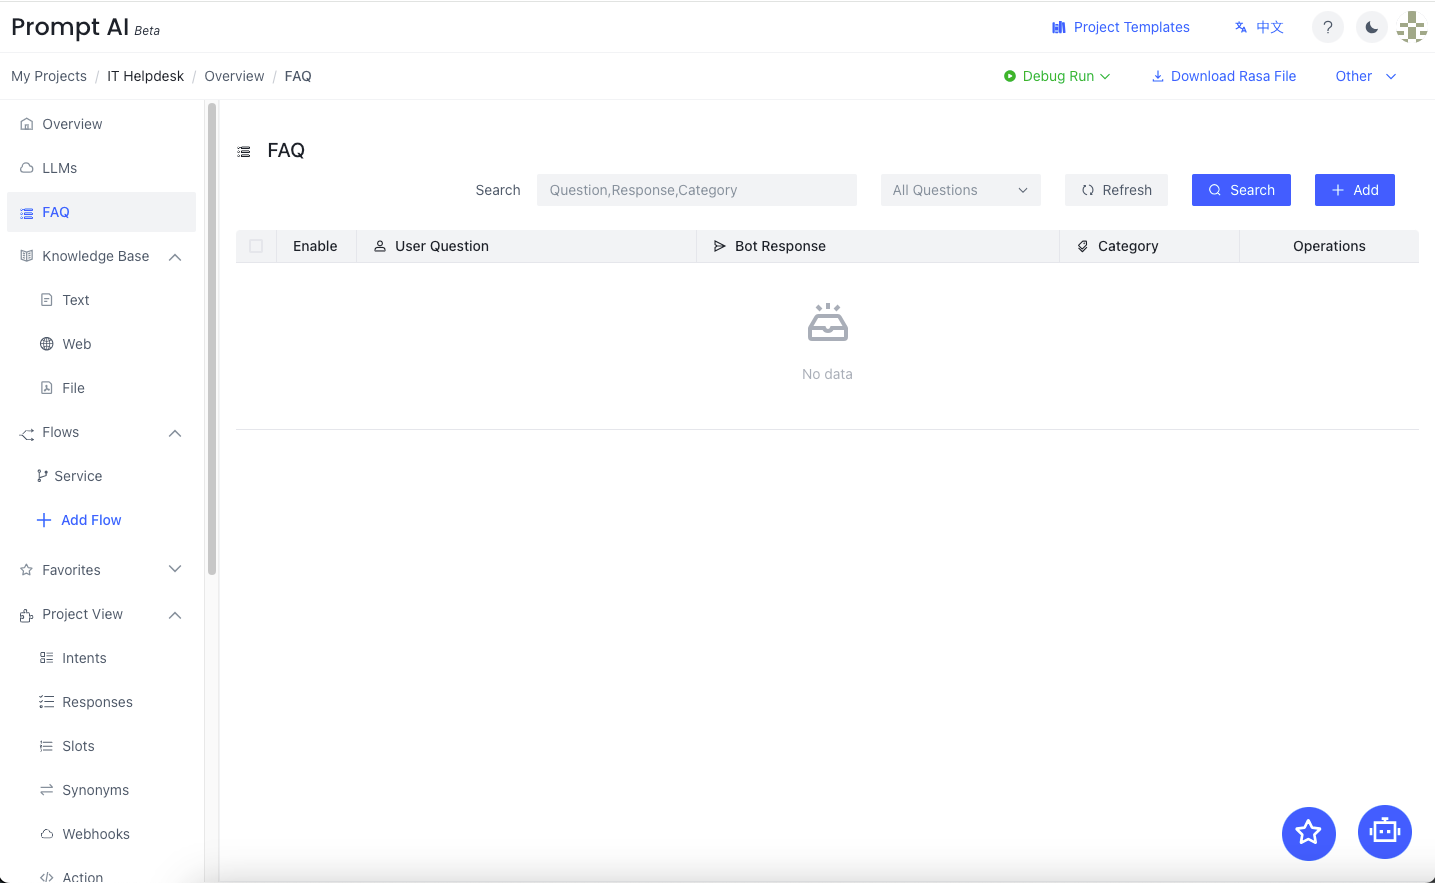 Prompt AI Beta
Project Templates
中文
?
My Projects / IT Helpdesk / Overview / FAQ
Debug Run
Download Rasa File
Other
Overview
LLMs
FAQ
Knowledge Base
Text
Web
File
Flows
Service
Add Flow
Favorites
Project View
Intents
Responses
Slots
Synonyms
Webhooks
Action
FAQ
Search
Question,Response,Category
All Questions
Refresh
Search
Add
Enable
User Question
Bot Response
Category
Operations
No data